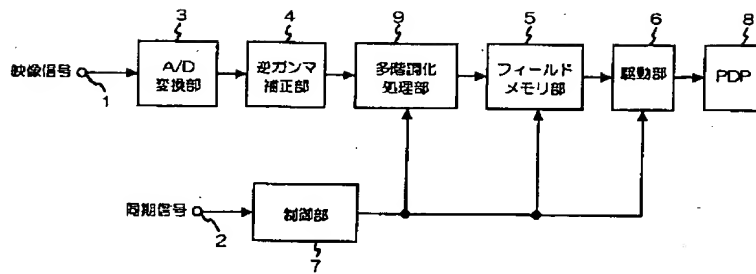 3
4
9
5
6
8
映像信号
1
A/D
変換部
逆ガンマ
補正部
多階調化
処理部
フィールド
メモリ部
駆動部
PDP
同期信号
2
制御部
7